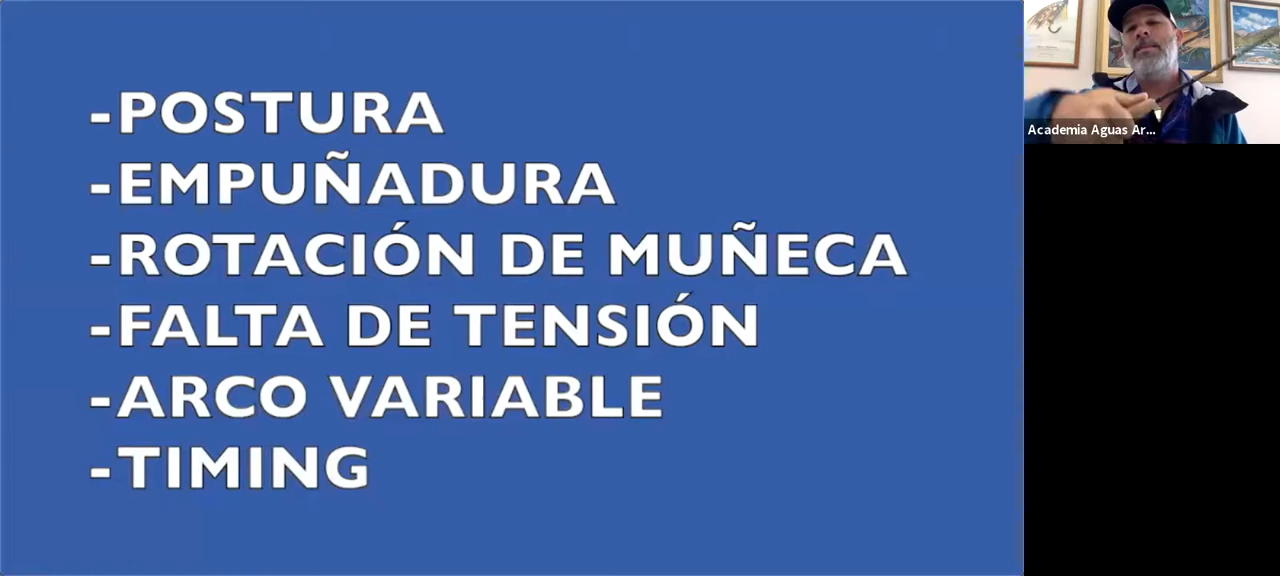 -POSTURA
-EMPUÑADURA
-ROTACIÓN DE MUÑECA
-FALTA DE TENSIÓN
-ARCO VARIABLE
-TIMING
Academia Aguas Ar...